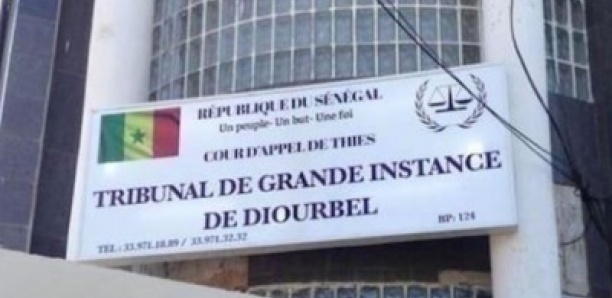 RÉPUBLIQUE DU SÉNÉGAL
Un peuple- Un but- Une foi
COUR D'APPEL DE THIES
TRIBUNAL DE GRANDE INSTANCE
DE DIOURBEL
TEL : 33.971.18.89 / 33.971.32.32
BP: 124